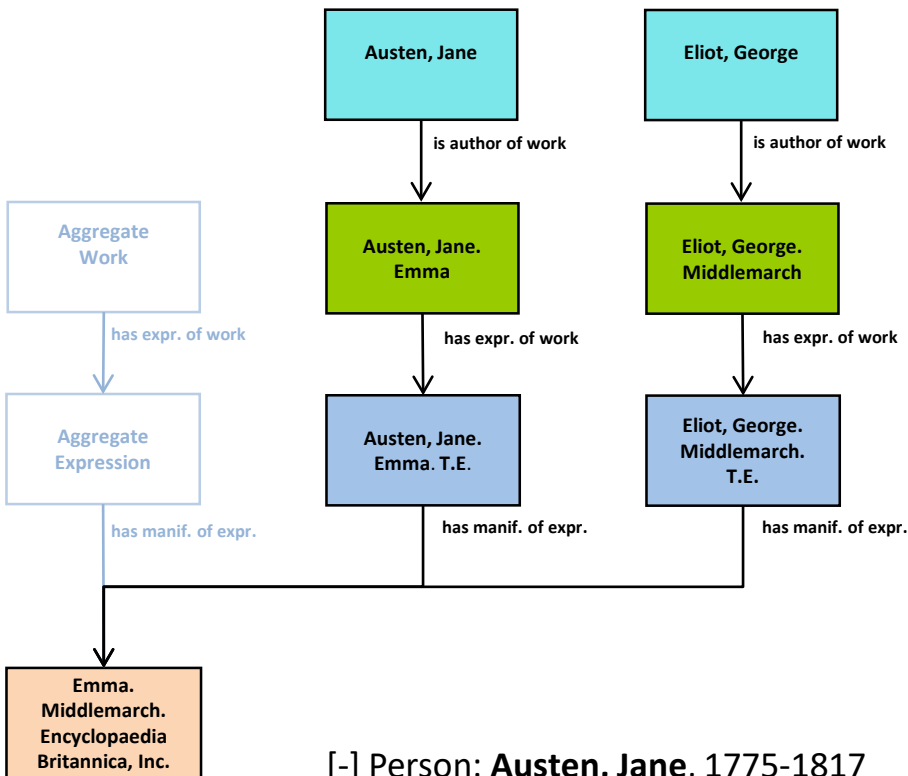 Austen, Jane
Eliot, George
is author of work
is author of work
Aggregate
Work
Austen, Jane.
Emma
Eliot, George.
Middlemarch
has expr. of work
has expr. of work
has expr. of work
Aggregate
Expression
Austen, Jane.
Emma. T.E.
Eliot, George.
Middlemarch.
T.E.
has manif. of expr.
has manif. of expr.
has manif. of expr.
Emma.
Middlemarch.
Encyclopaedia
Britannica, Inc.
[-] Person: Austen, Jane, 1775-1817